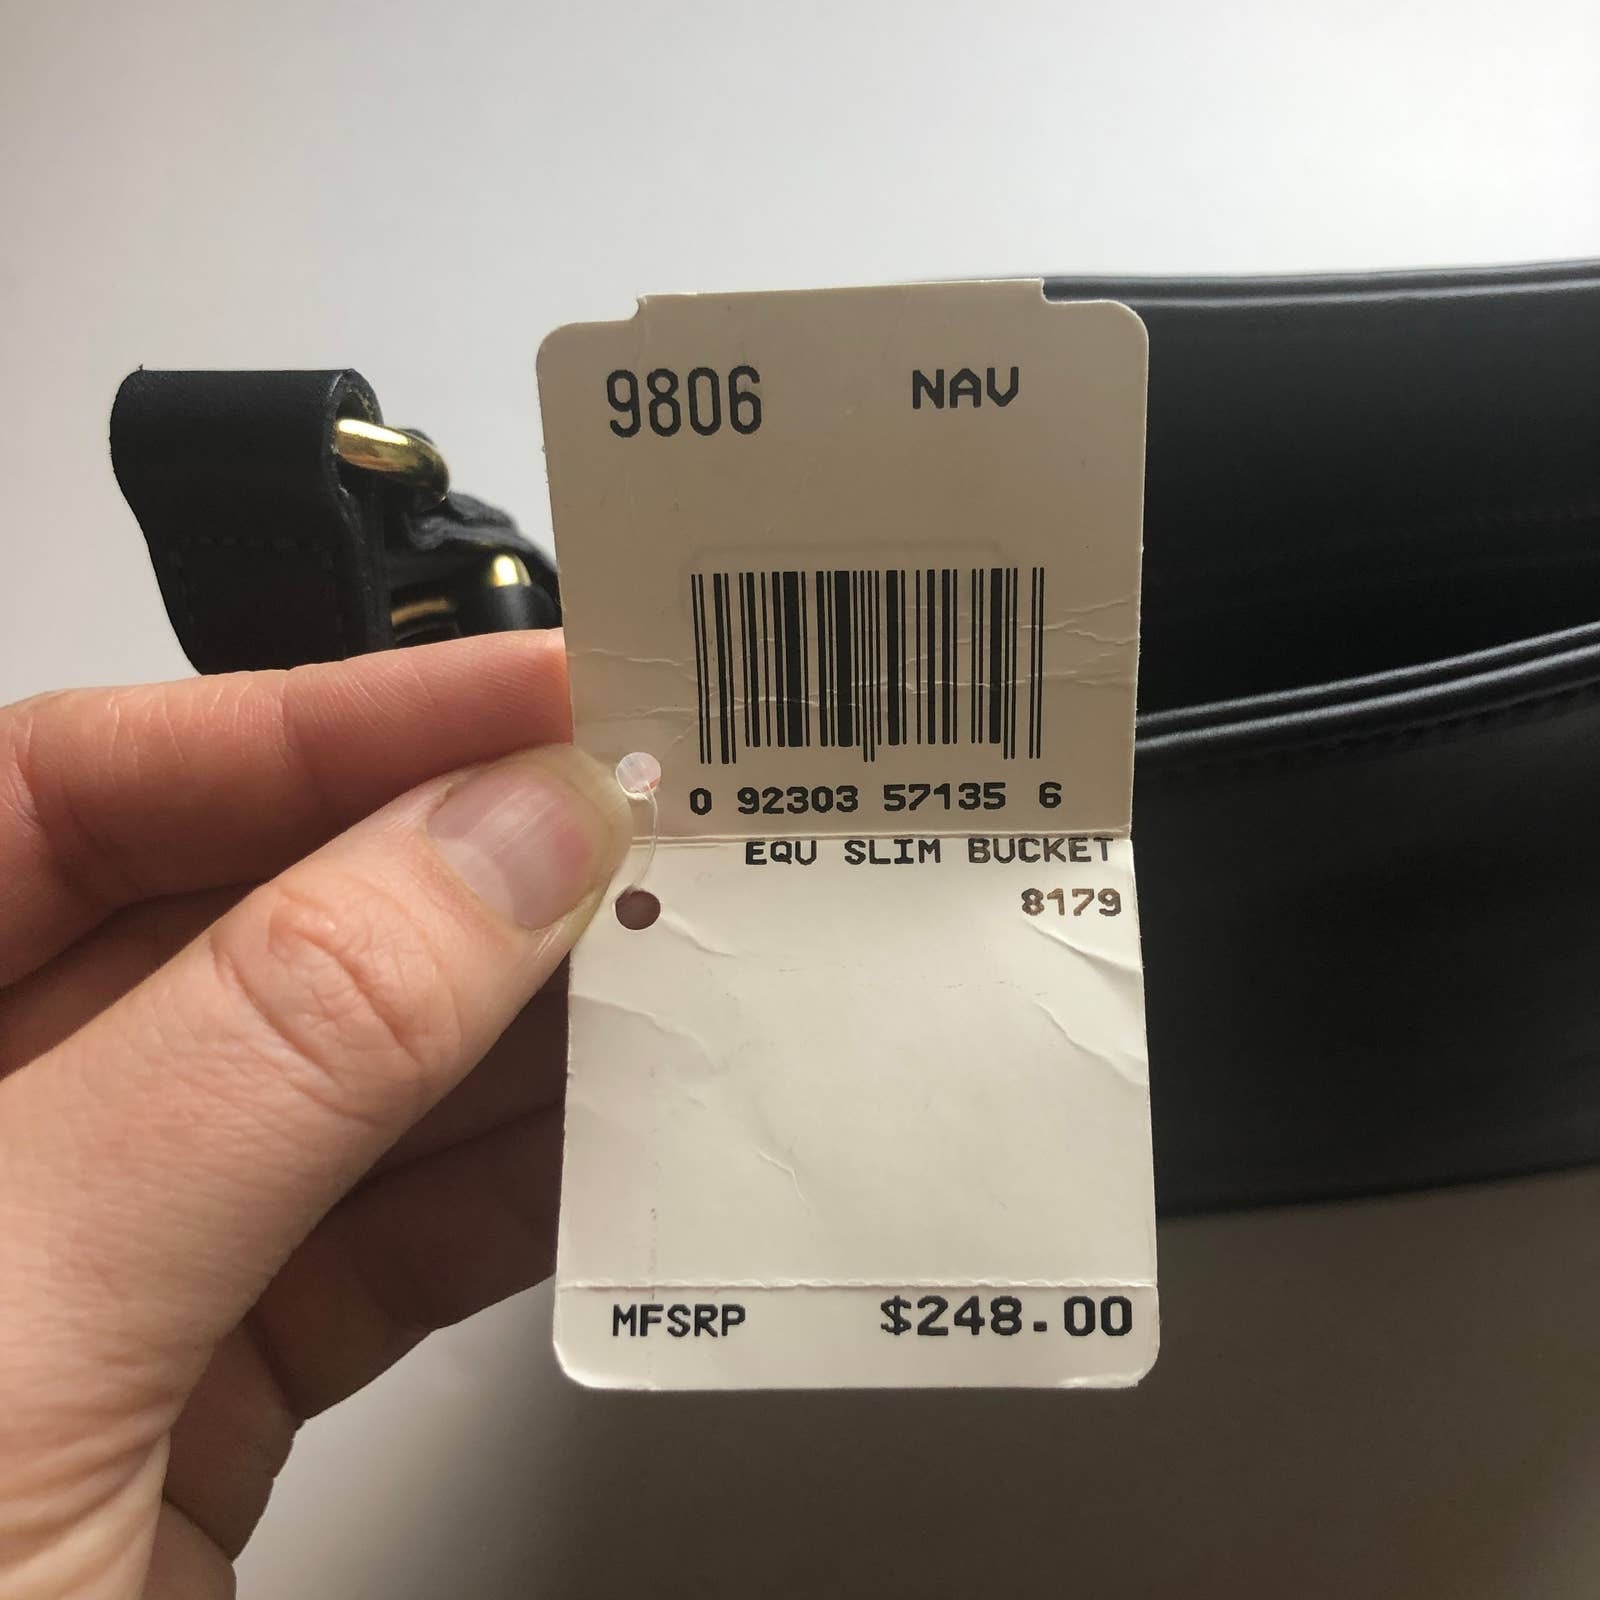 9806 NAV
0 92303 57135 6
EQU SLIM BUCKET
8179
MFSRP $248.00